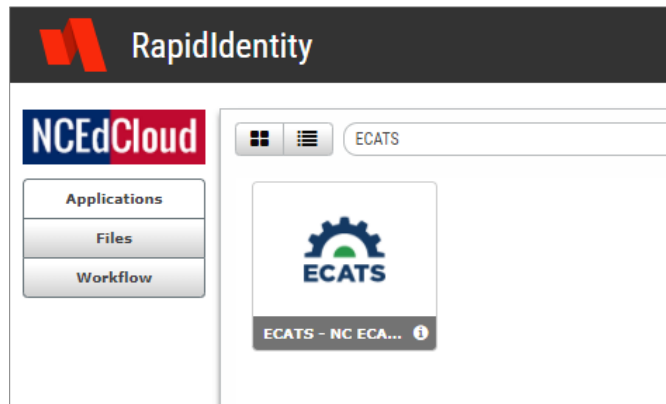 RapidIdentity
NCEdCloud
ECATS
Applications
Files
Workflow
ECATS
ECATS - NC ECA...